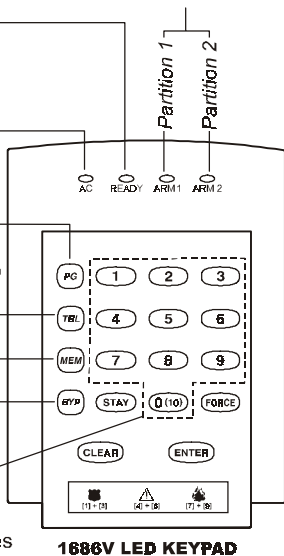 Partition 1
Partition 2
AC READY ARM1 ARM2
PG 1 2 3
TBL 4 5 6
MEM 7 8 9
BYP STAY 0(10) FORCE
CLEAR ENTER
[1] + [3] [4] + [6] [7] + [9]
es
1686V LED KEYPAD